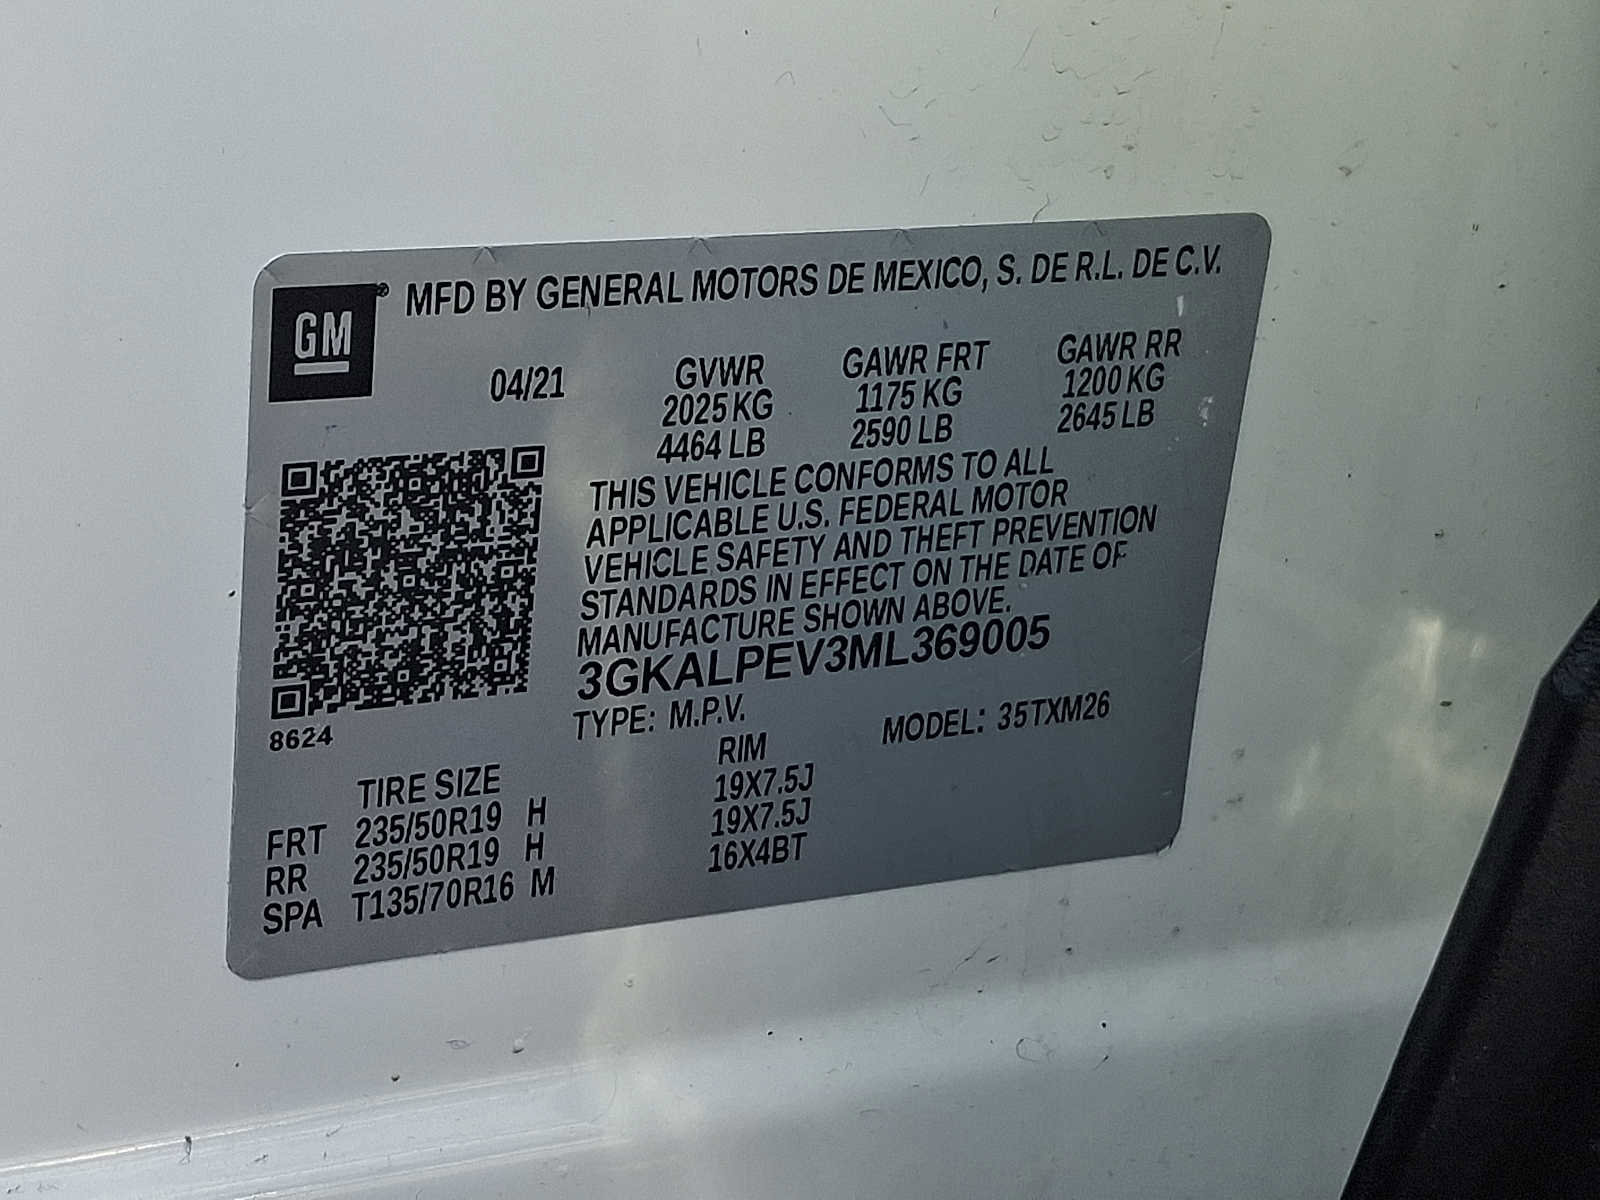 GM® MFD BY GENERAL MOTORS DE MEXICO, S. DE R.L. DE C.V.
04/21 GVWR GAWR FRT GAWR RR
2025 KG 1175 KG 1200 KG
4464 LB 2590 LB 2645 LB
THIS VEHICLE CONFORMS TO ALL
APPLICABLE U.S. FEDERAL MOTOR
VEHICLE SAFETY AND THEFT PREVENTION
STANDARDS IN EFFECT ON THE DATE OF
MANUFACTURE SHOWN ABOVE.
3GKALPEV3ML369005
TYPE: M.P.V. MODEL: 35TXM26
8624
TIRE SIZE RIM
FRT 235/50R19 H 19X7.5J
RR 235/50R19 H 19X7.5J
SPA T135/70R16 M 16X4BT